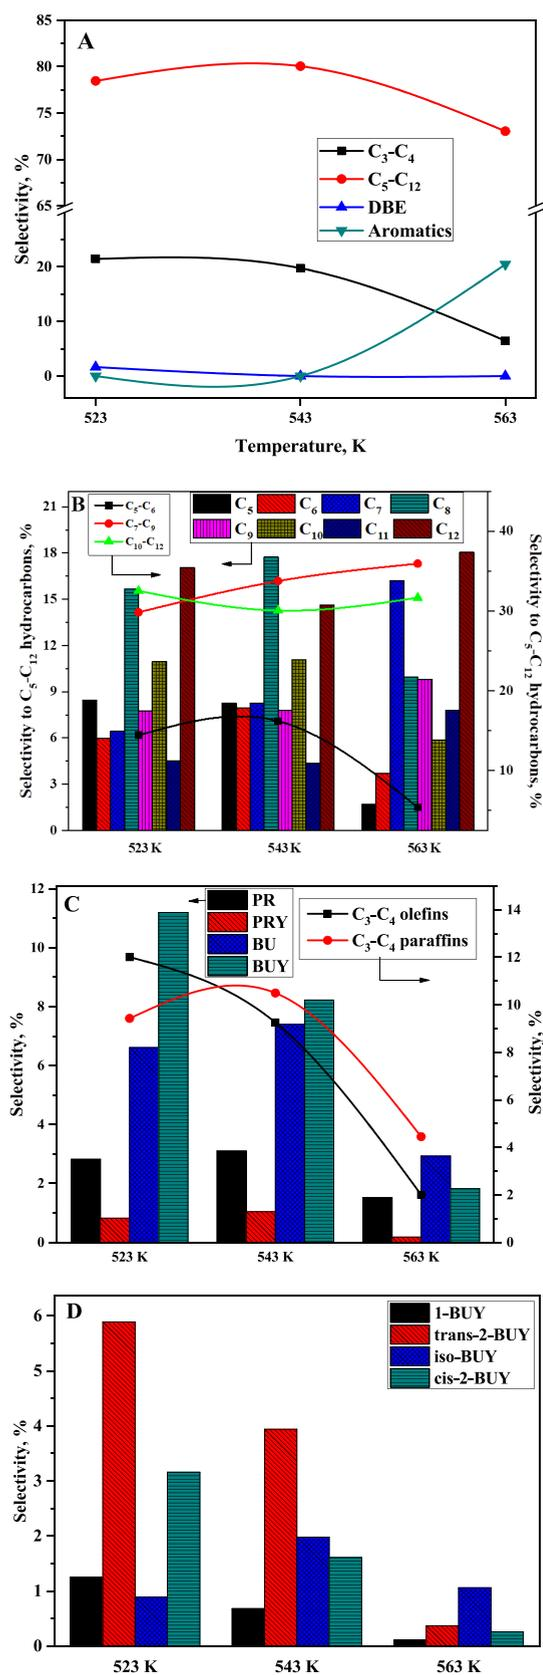 A
85
80
75
70
65
20
10
0
Selectivity, %
C₃-C₄
C₅-C₁₂
DBE
Aromatics
523 543 563
Temperature, K
B
C₅-C₆
C₇-C₉
C₁₀-C₁₂
C₅ C₆ C₇ C₈
C₉ C₁₀ C₁₁ C₁₂
21
18
15
12
9
6
3
0
40
30
20
10
Selectivity to C₅-C₁₂ hydrocarbons, %
Selectivity to C₅-C₁₂ hydrocarbons, %
523 K 543 K 563 K
C
PR
PRY
BU
BUY
C₃-C₄ olefins
C₃-C₄ paraffins
12
10
8
6
4
2
0
14
12
10
8
6
4
2
0
Selectivity, %
Selectivity, %
523 K 543 K 563 K
D
1-BUY
trans-2-BUY
iso-BUY
cis-2-BUY
6
5
4
3
2
1
0
Selectivity, %
523 K 543 K 563 K